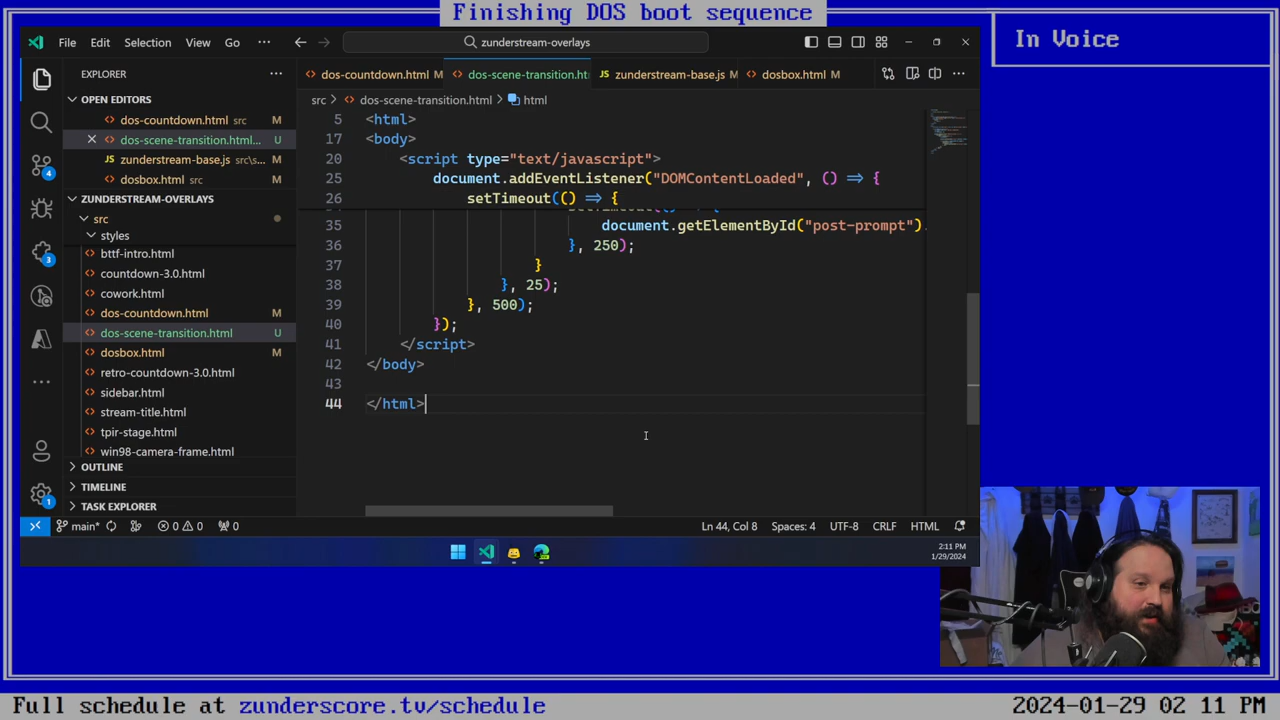 Finishing DOS boot sequence
In Voice
File Edit Selection View Go ···
zunderstream-overlays
EXPLORER ···
OPEN EDITORS
dos-countdown.html src M
dos-scene-transition.html... U
zunderstream-base.js src\s... M
dosbox.html src M
ZUNDERSTREAM-OVERLAYS
src
styles
bttf-intro.html
countdown-3.0.html
cowork.html
dos-countdown.html M
dos-scene-transition.html U
dosbox.html M
retro-countdown-3.0.html
sidebar.html
stream-title.html
tpir-stage.html
win98-camera-frame.html
OUTLINE
TIMELINE
TASK EXPLORER
4
3
1
dos-countdown.html M
dos-scene-transition.ht
JS zunderstream-base.js M
dosbox.html M
src > dos-scene-transition.html > html
5 <html>
17 <body>
20 <script type="text/javascript">
25 document.addEventListener("DOMContentLoaded", () => {
26 setTimeout(() => {
35 document.getElementById("post-prompt").
36 }, 250);
37 }
38 }, 25);
39 }, 500);
40 });
41 </script>
42 </body>
43
44 </html>
main* 0 0 0
Ln 44, Col 8 Spaces: 4 UTF-8 CRLF HTML
2:11 PM
1/29/2024
Full schedule at zunderscore.tv/schedule
2024-01-29 02 11 PM